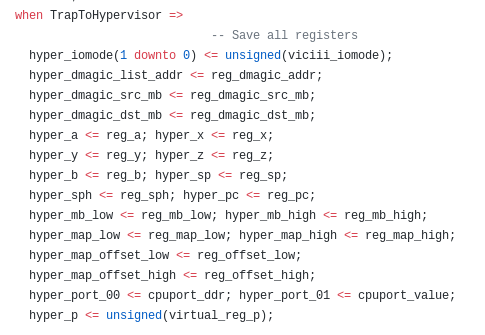 when TrapToHypervisor =>
-- Save all registers
hyper_iomode(1 downto 0) <= unsigned(viciii_iomode);
hyper_dmagic_list_addr <= reg_dmagic_addr;
hyper_dmagic_src_mb <= reg_dmagic_src_mb;
hyper_dmagic_dst_mb <= reg_dmagic_dst_mb;
hyper_a <= reg_a; hyper_x <= reg_x;
hyper_y <= reg_y; hyper_z <= reg_z;
hyper_b <= reg_b; hyper_sp <= reg_sp;
hyper_sph <= reg_sph; hyper_pc <= reg_pc;
hyper_mb_low <= reg_mb_low; hyper_mb_high <= reg_mb_high;
hyper_map_low <= reg_map_low; hyper_map_high <= reg_map_high;
hyper_map_offset_low <= reg_offset_low;
hyper_map_offset_high <= reg_offset_high;
hyper_port_00 <= cpuport_ddr; hyper_port_01 <= cpuport_value;
hyper_p <= unsigned(virtual_reg_p);